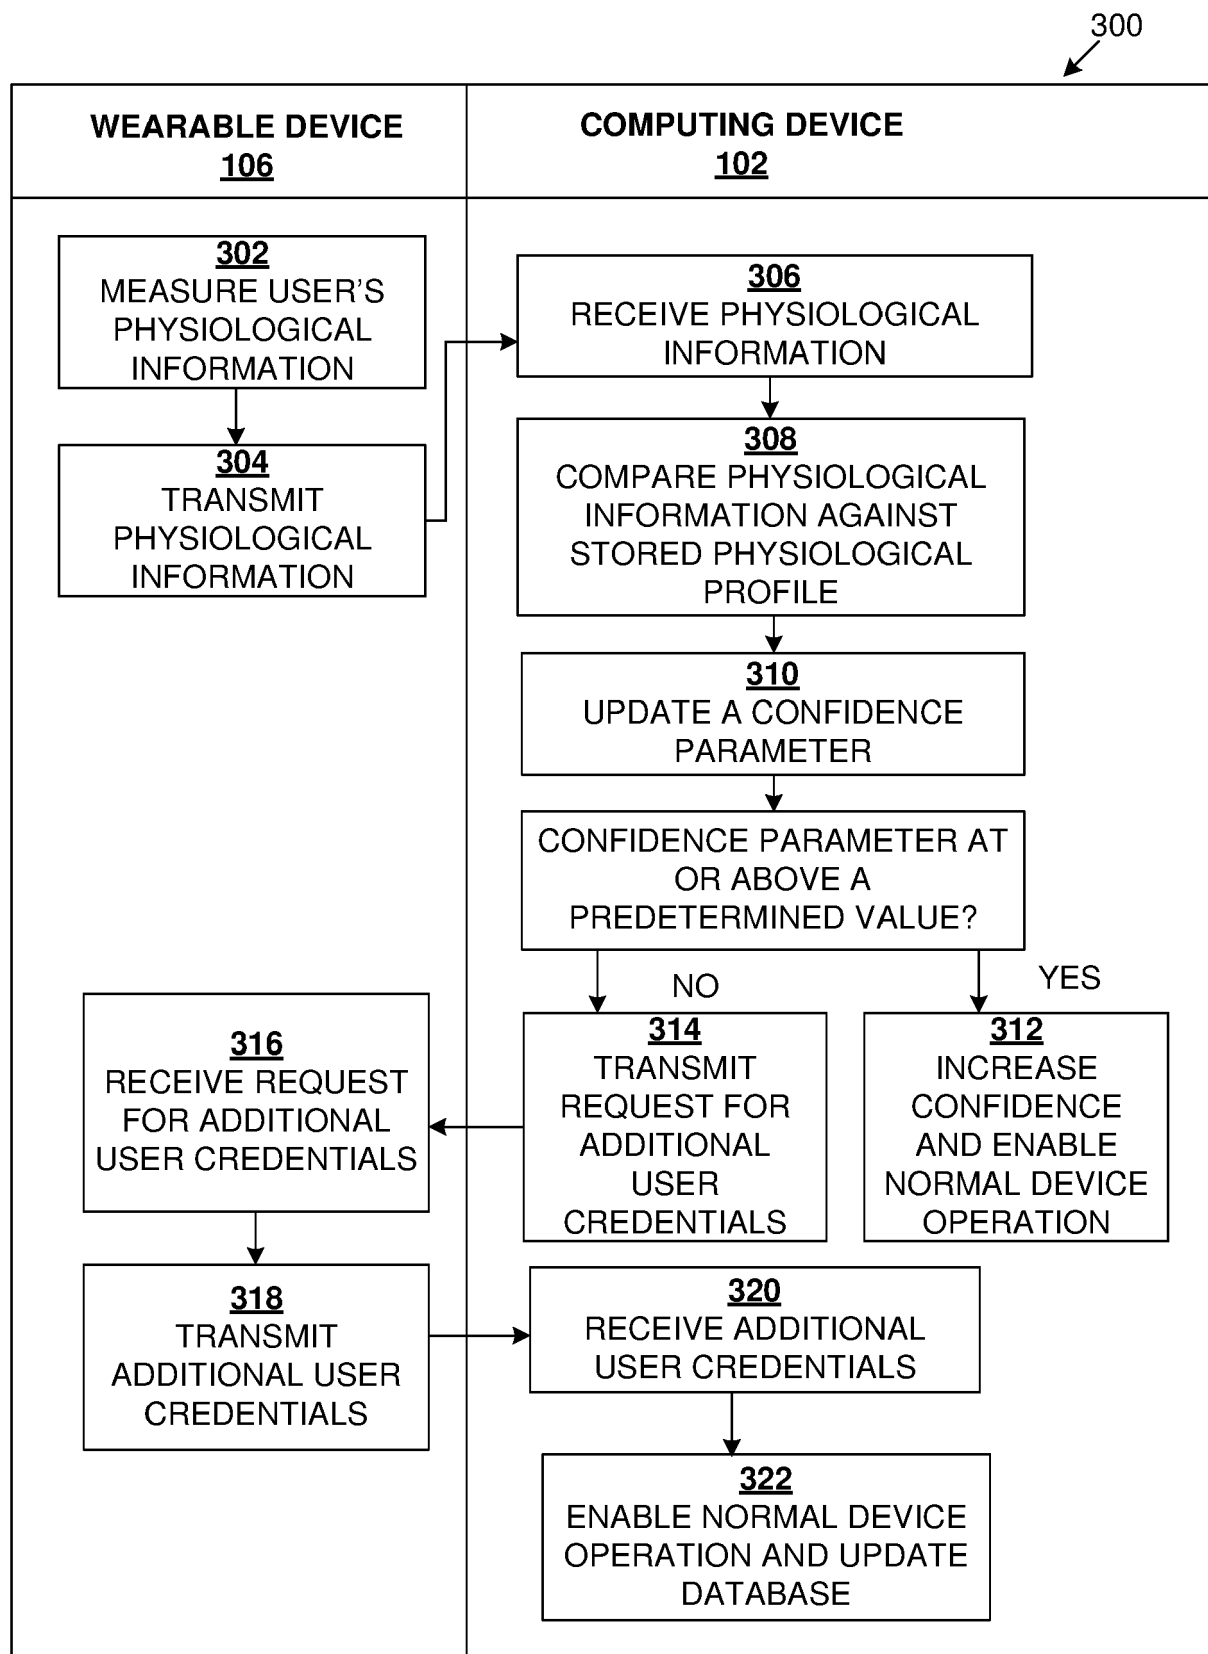 300
WEARABLE DEVICE
106
COMPUTING DEVICE
102
302
MEASURE USER'S
PHYSIOLOGICAL
INFORMATION
304
TRANSMIT
PHYSIOLOGICAL
INFORMATION
306
RECEIVE PHYSIOLOGICAL
INFORMATION
308
COMPARE PHYSIOLOGICAL
INFORMATION AGAINST
STORED PHYSIOLOGICAL
PROFILE
310
UPDATE A CONFIDENCE
PARAMETER
CONFIDENCE PARAMETER AT
OR ABOVE A
PREDETERMINED VALUE?
NO
YES
314
TRANSMIT
REQUEST FOR
ADDITIONAL
USER
CREDENTIALS
312
INCREASE
CONFIDENCE
AND ENABLE
NORMAL DEVICE
OPERATION
316
RECEIVE REQUEST
FOR ADDITIONAL
USER CREDENTIALS
318
TRANSMIT
ADDITIONAL USER
CREDENTIALS
320
RECEIVE ADDITIONAL
USER CREDENTIALS
322
ENABLE NORMAL DEVICE
OPERATION AND UPDATE
DATABASE